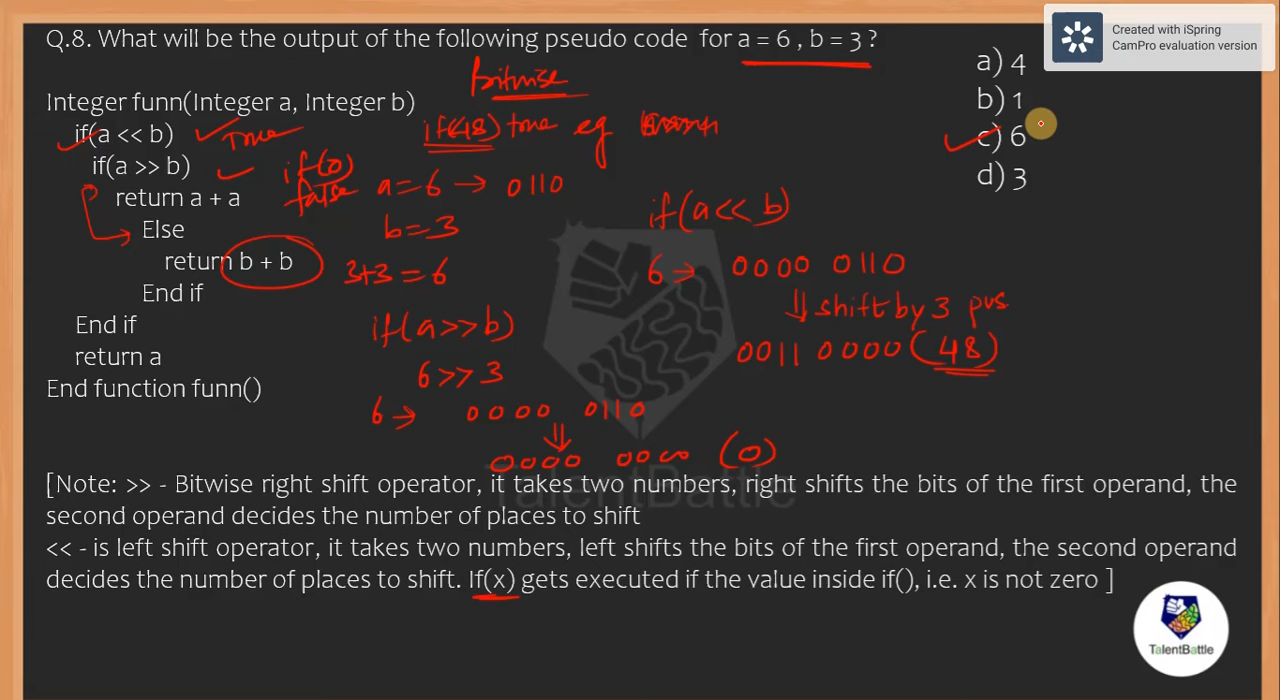 Q.8. What will be the output of the following pseudo code for a = 6 , b = 3 ?
Created with iSpring
CamPro evaluation version
a) 4
b) 1
c) 6
d) 3
Integer funn(Integer a, Integer b)
if(a << b)
if(a >> b)
return a + a
Else
return b + b
End if
End if
return a
End function funn()
Bitwise
True
if(48) true eg
if(0)
false
a = 6 → 0110
b = 3
3+3 = 6
if(a>>b)
6 >> 3
6 → 0000 0110
0000 0000 (0)
if(a << b)
6 → 0000 0110
shift by 3 pos
0011 0000 (48)
TalentBattle
[Note: >> - Bitwise right shift operator, it takes two numbers, right shifts the bits of the first operand, the
second operand decides the number of places to shift
<< - is left shift operator, it takes two numbers, left shifts the bits of the first operand, the second operand
decides the number of places to shift. If(x) gets executed if the value inside if(), i.e. x is not zero ]
TalentBattle